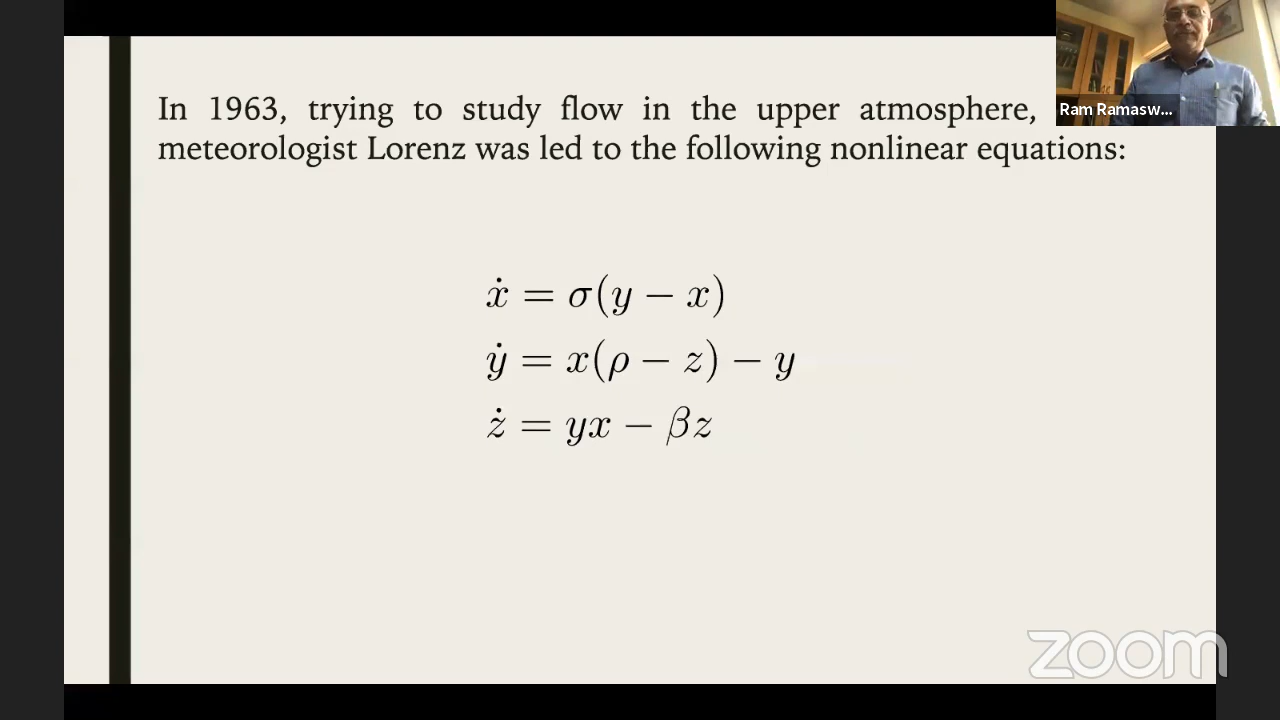 In 1963, trying to study flow in the upper atmosphere,
meteorologist Lorenz was led to the following nonlinear equations:
ẋ = σ(y − x)
ẏ = x(ρ − z) − y
ż = yx − βz
Ram Ramasw...
zoom